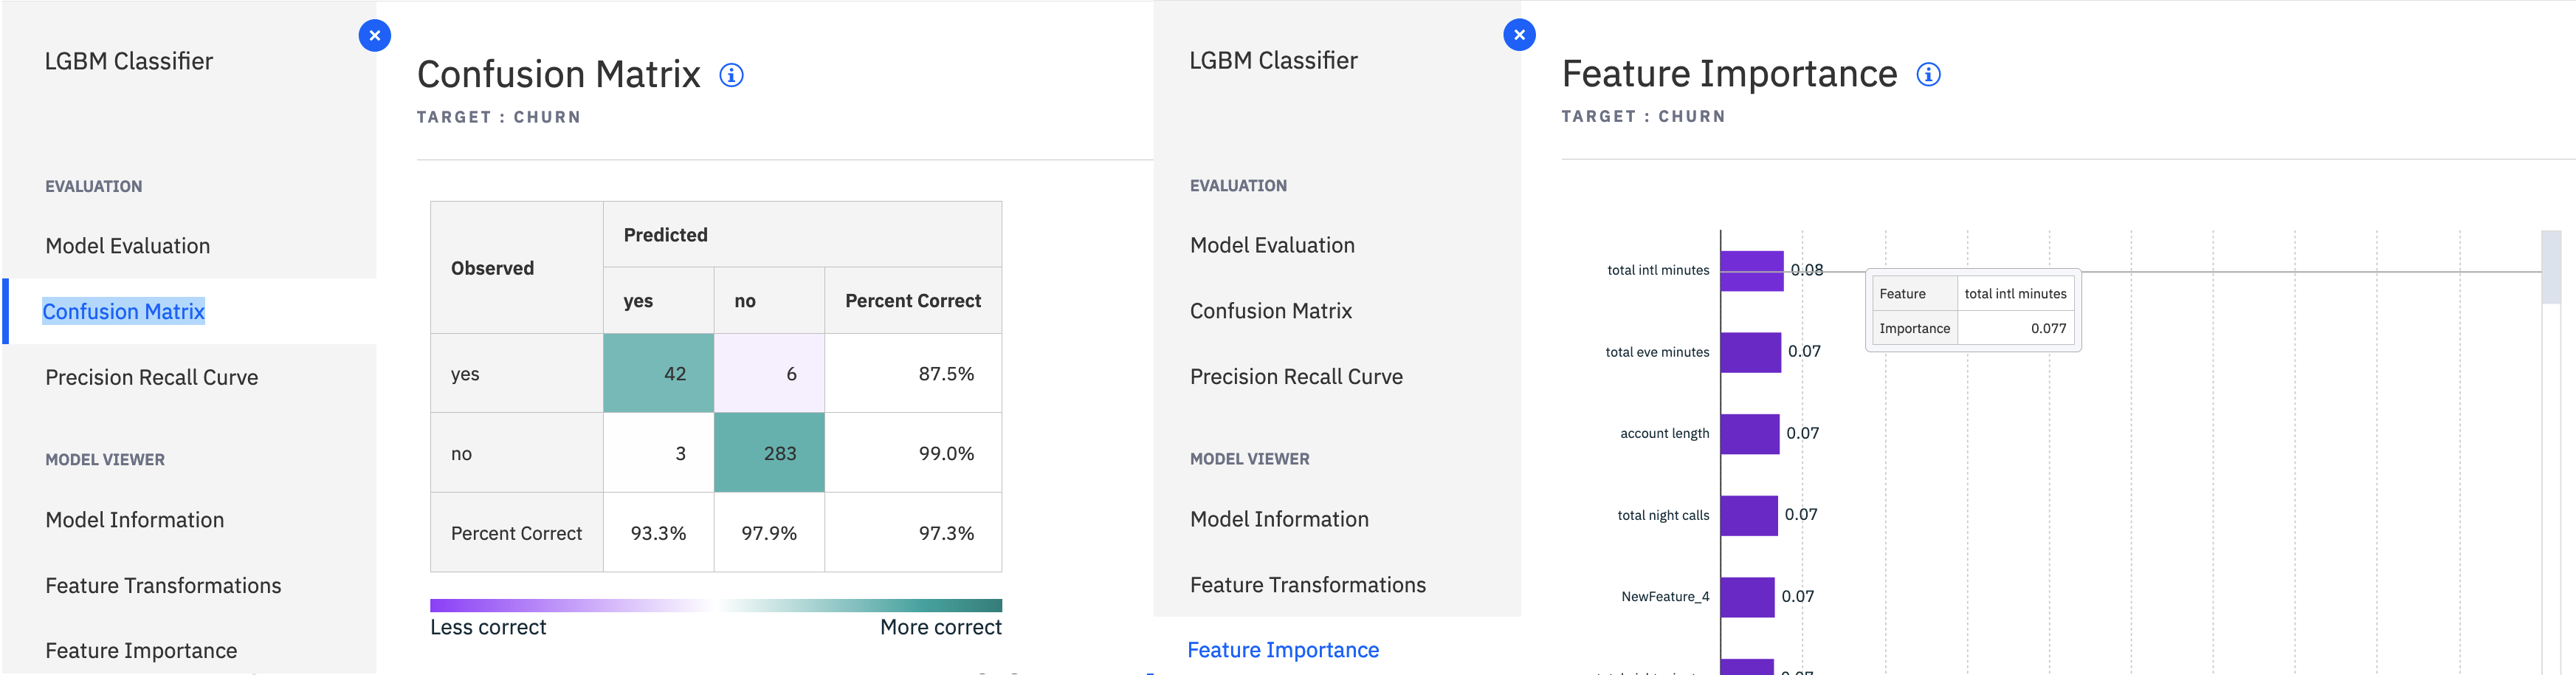 LGBM Classifier
EVALUATION
Model Evaluation
Confusion Matrix
Precision Recall Curve
MODEL VIEWER
Model Information
Feature Transformations
Feature Importance
Confusion Matrix
TARGET : CHURN
Observed
Predicted
yes no Percent Correct
yes 42 6 87.5%
no 3 283 99.0%
Percent Correct 93.3% 97.9% 97.3%
Less correct More correct
LGBM Classifier
EVALUATION
Model Evaluation
Confusion Matrix
Precision Recall Curve
MODEL VIEWER
Model Information
Feature Transformations
Feature Importance
Feature Importance
TARGET : CHURN
total intl minutes 0.08
Feature total intl minutes
Importance 0.077
total eve minutes 0.07
account length 0.07
total night calls 0.07
NewFeature_4 0.07